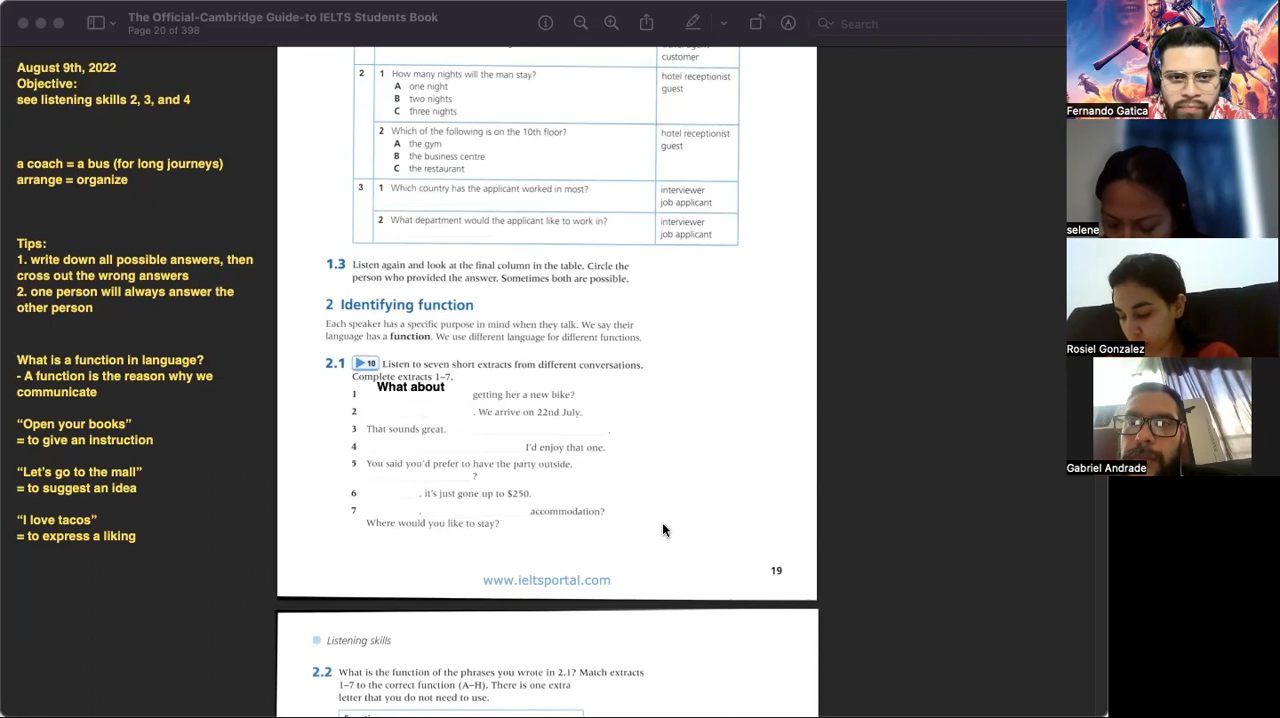 The Official-Cambridge Guide-to IELTS Students Book
Page 20 of 398
Search
August 9th, 2022
Objective:
see listening skills 2, 3, and 4
a coach = a bus (for long journeys)
arrange = organize
Tips:
1. write down all possible answers, then
cross out the wrong answers
2. one person will always answer the
other person
What is a function in language?
- A function is the reason why we
communicate
“Open your books”
= to give an instruction
“Let’s go to the mall”
= to suggest an idea
“I love tacos”
= to express a liking
customer
2 1 How many nights will the man stay?
A one night
B two nights
C three nights
hotel receptionist
guest
2 Which of the following is on the 10th floor?
A the gym
B the business centre
C the restaurant
hotel receptionist
guest
3 1 Which country has the applicant worked in most?
interviewer
job applicant
2 What department would the applicant like to work in?
interviewer
job applicant
1.3 Listen again and look at the final column in the table. Circle the
person who provided the answer. Sometimes both are possible.
2 Identifying function
Each speaker has a specific purpose in mind when they talk. We say their
language has a function. We use different language for different functions.
2.1 10 Listen to seven short extracts from different conversations.
Complete extracts 1–7.
What about
1 getting her a new bike?
2 . We arrive on 22nd July.
3 That sounds great. .
4 I’d enjoy that one.
5 You said you’d prefer to have the party outside,
?
6 , it’s just gone up to $250.
7 , accommodation?
Where would you like to stay?
www.ieltsportal.com
19
Listening skills
2.2 What is the function of the phrases you wrote in 2.1? Match extracts
1–7 to the correct function (A–H). There is one extra
letter that you do not need to use.
Fernando Gatica
selene
Rosiel Gonzalez
Gabriel Andrade